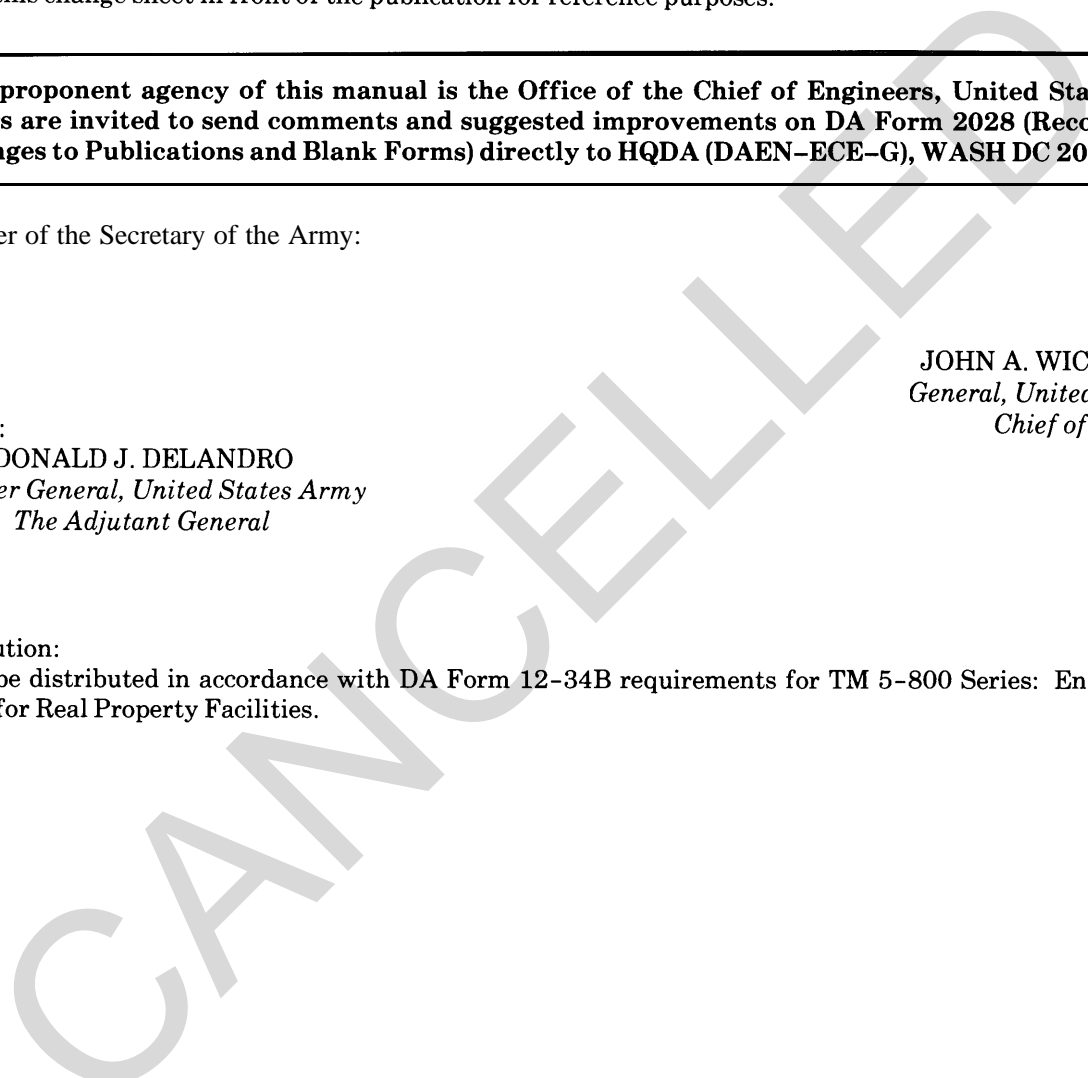 his change sheet in front of the publication for reference purposes.
proponent agency of this manual is the Office of the Chief of Engineers, United Sta
s are invited to send comments and suggested improvements on DA Form 2028 (Reco
nges to Publications and Blank Forms) directly to HQDA (DAEN-ECE-G), WASH DC 20
er of the Secretary of the Army:
JOHN A. WIC
General, United
Chief of
:
DONALD J. DELANDRO
er General, United States Army
The Adjutant General
ution:
be distributed in accordance with DA Form 12-34B requirements for TM 5-800 Series: En
for Real Property Facilities.
CANCELLED